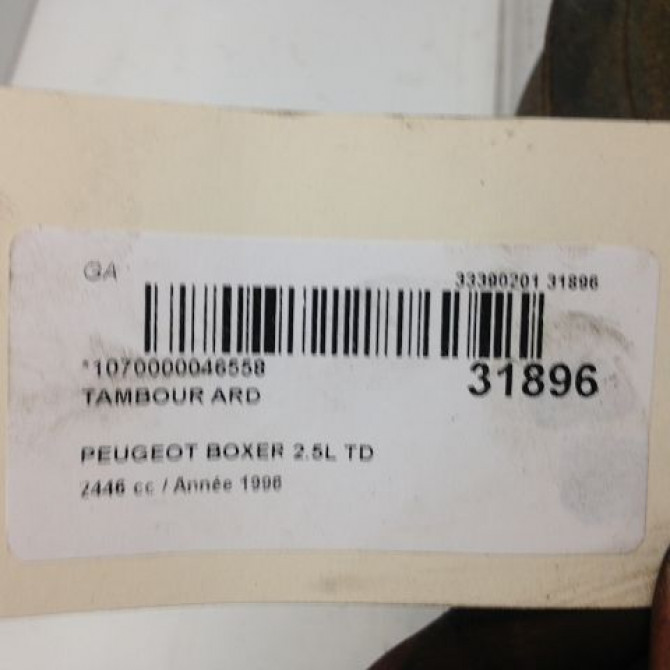 GA
33390201 31896
*1070000046558
31896
TAMBOUR ARD
PEUGEOT BOXER 2.5L TD
2446 cc / Année 1996